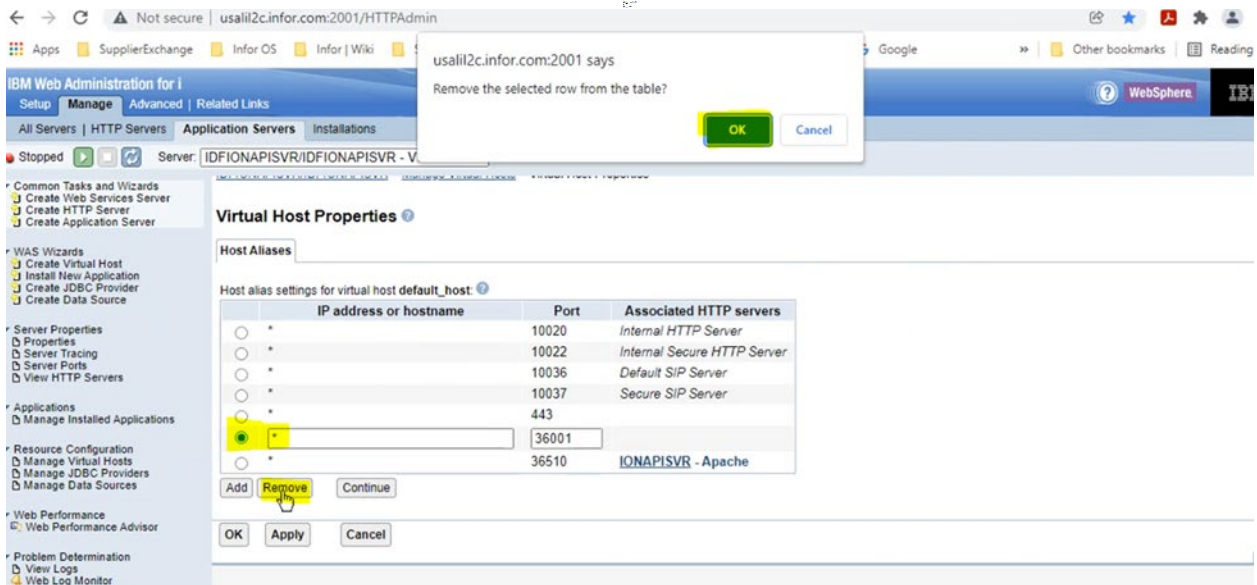 Not secure | usalil2c.infor.com:2001/HTTPAdmin
Apps SupplierExchange Infor OS Infor | Wiki Google » Other bookmarks Reading
usalil2c.infor.com:2001 says
Remove the selected row from the table?
OK Cancel
IBM Web Administration for i
Setup Manage Advanced | Related Links
WebSphere. IBM
All Servers | HTTP Servers Application Servers Installations
Stopped Server: IDFIONAPISVR/IDFIONAPISVR - V
Common Tasks and Wizards
Create Web Services Server
Create HTTP Server
Create Application Server
WAS Wizards
Create Virtual Host
Install New Application
Create JDBC Provider
Create Data Source
Server Properties
Properties
Server Tracing
Server Ports
View HTTP Servers
Applications
Manage Installed Applications
Resource Configuration
Manage Virtual Hosts
Manage JDBC Providers
Manage Data Sources
Web Performance
Web Performance Advisor
Problem Determination
View Logs
Web Log Monitor
Virtual Host Properties
Host Aliases
Host alias settings for virtual host default_host:
IP address or hostname Port Associated HTTP servers
* 10020 Internal HTTP Server
* 10022 Internal Secure HTTP Server
* 10036 Default SIP Server
* 10037 Secure SIP Server
* 443
* 36001
* 36510 IONAPISVR - Apache
Add Remove Continue
OK Apply Cancel